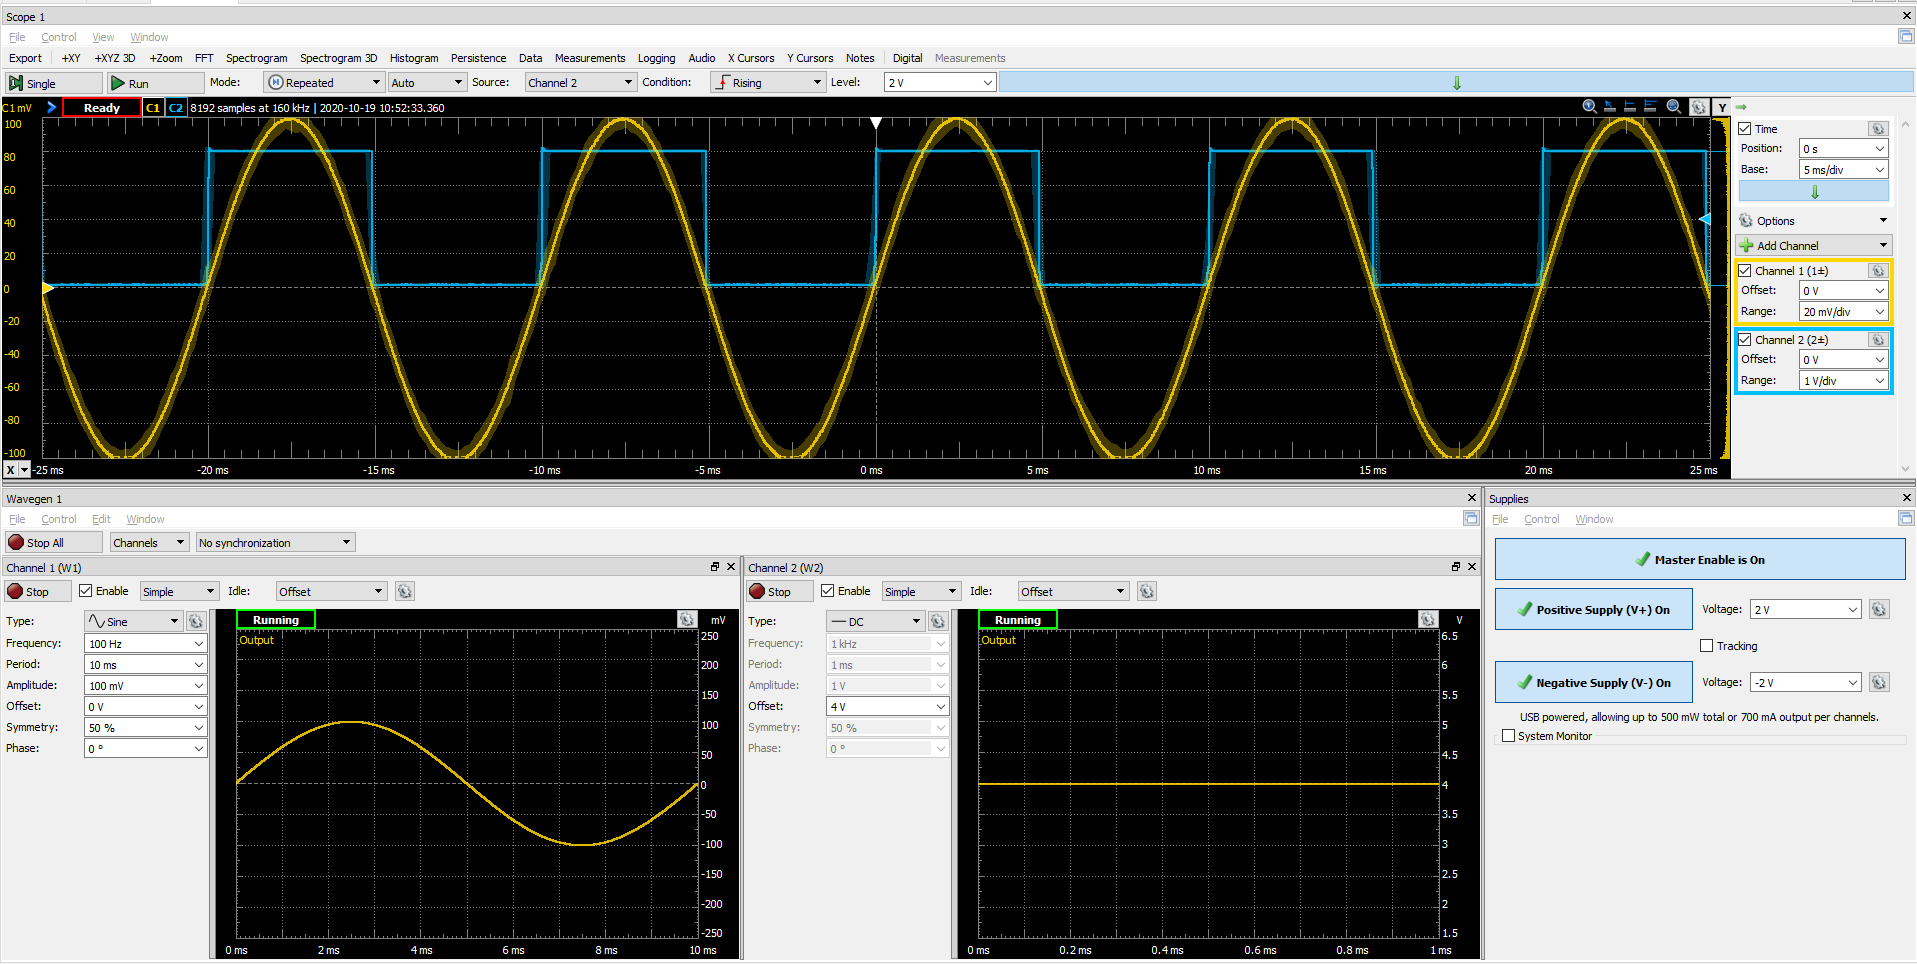 Scope 1
File Control View Window
Export +XY +XYZ 3D +Zoom FFT Spectrogram Spectrogram 3D Histogram Persistence Data Measurements Logging Audio X Cursors Y Cursors Notes Digital Measurements
Single Run Mode: Repeated Auto Source: Channel 2 Condition: Rising Level: 2 V
C1 mV Ready C1 C2 8192 samples at 160 kHz | 2020-10-19 10:52:33.360 Y
100
80
60
40
20
0
-20
-40
-60
-80
-100
X -25 ms -20 ms -15 ms -10 ms -5 ms 0 ms 5 ms 10 ms 15 ms 20 ms 25 ms
Time
Position: 0 s
Base: 5 ms/div
Options
Add Channel
Channel 1 (1±)
Offset: 0 V
Range: 20 mV/div
Channel 2 (2±)
Offset: 0 V
Range: 1 V/div
Wavegen 1
File Control Edit Window
Stop All Channels No synchronization
Channel 1 (W1)
Stop Enable Simple Idle: Offset
Type: Sine
Frequency: 100 Hz
Period: 10 ms
Amplitude: 100 mV
Offset: 0 V
Symmetry: 50 %
Phase: 0 °
Running mV
Output
250
200
150
100
50
0
-50
-100
-150
-200
-250
0 ms 2 ms 4 ms 6 ms 8 ms 10 ms
Channel 2 (W2)
Stop Enable Simple Idle: Offset
Type: DC
Frequency: 1 kHz
Period: 1 ms
Amplitude: 1 V
Offset: 4 V
Symmetry: 50 %
Phase: 0 °
Running V
Output
6.5
6
5.5
5
4.5
4
3.5
3
2.5
2
1.5
0 ms 0.2 ms 0.4 ms 0.6 ms 0.8 ms 1 ms
Supplies
File Control Window
Master Enable is On
Positive Supply (V+) On Voltage: 2 V
Tracking
Negative Supply (V-) On Voltage: -2 V
USB powered, allowing up to 500 mW total or 700 mA output per channels.
System Monitor